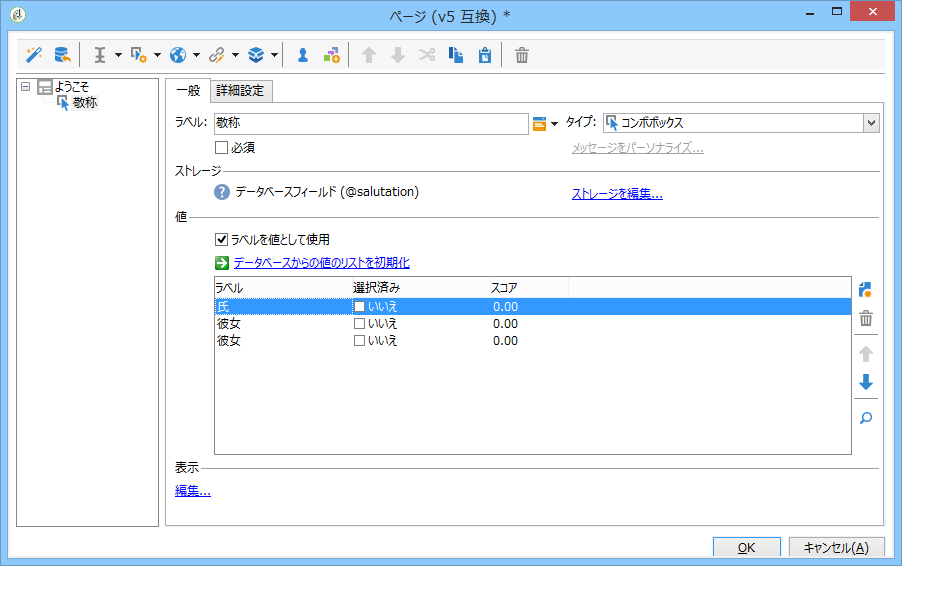 ページ (v5 互換) *
ようこそ
敬称
一般 詳細設定
ラベル: 敬称 タイプ: コンボボックス
必須 メッセージをパーソナライズ...
ストレージ
データベースフィールド (@salutation) ストレージを編集...
値
ラベルを値として使用
データベースからの値のリストを初期化
ラベル 選択済み スコア
氏 いいえ 0.00
彼女 いいえ 0.00
彼女 いいえ 0.00
表示
編集...
OK キャンセル(A)